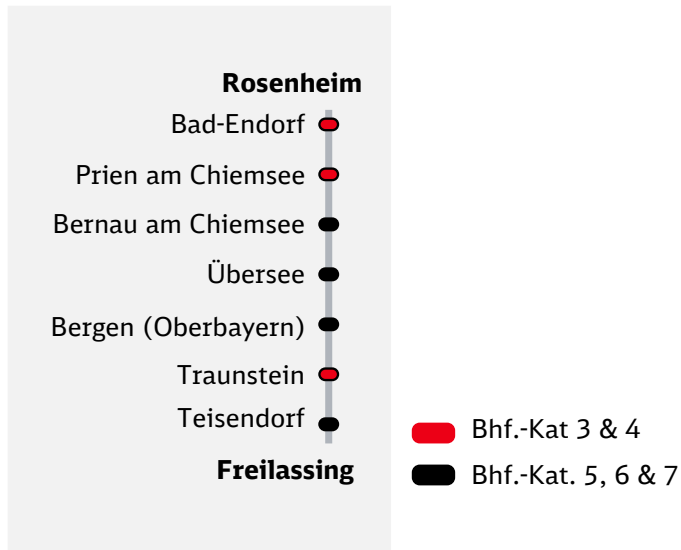 Rosenheim
Bad-Endorf
Prien am Chiemsee
Bernau am Chiemsee
Übersee
Bergen (Oberbayern)
Traunstein
Teisendorf
Freilassing
Bhf.-Kat 3 & 4
Bhf.-Kat. 5, 6 & 7